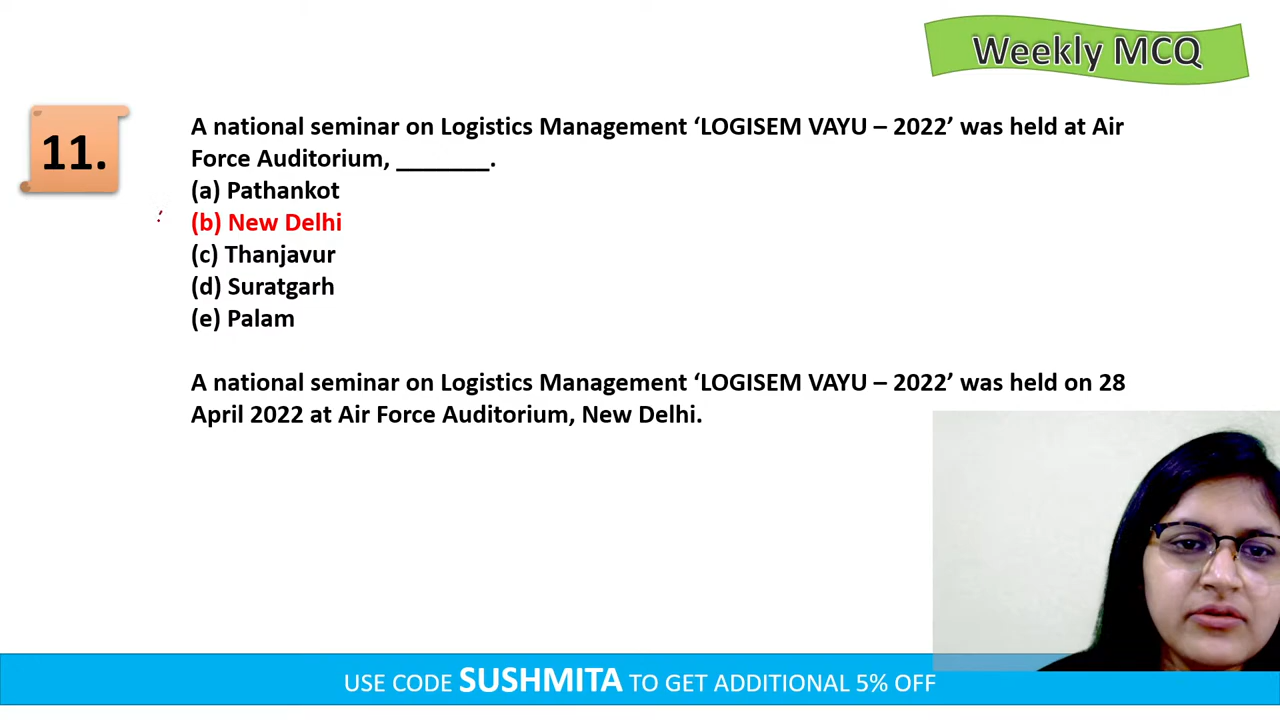 Weekly MCQ
11.
A national seminar on Logistics Management ‘LOGISEM VAYU – 2022’ was held at Air
Force Auditorium, _______.
(a) Pathankot
(b) New Delhi
(c) Thanjavur
(d) Suratgarh
(e) Palam
A national seminar on Logistics Management ‘LOGISEM VAYU – 2022’ was held on 28
April 2022 at Air Force Auditorium, New Delhi.
USE CODE SUSHMITA TO GET ADDITIONAL 5% OFF